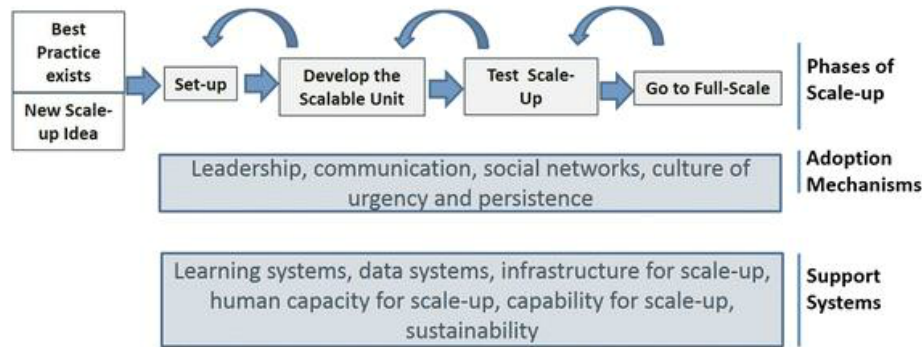 Best
Practice
exists
New Scale-
up Idea
Set-up
Develop the
Scalable Unit
Test Scale-
Up
Go to Full-Scale
Phases of
Scale-up
Leadership, communication, social networks, culture of
urgency and persistence
Adoption
Mechanisms
Learning systems, data systems, infrastructure for scale-up,
human capacity for scale-up, capability for scale-up,
sustainability
Support
Systems